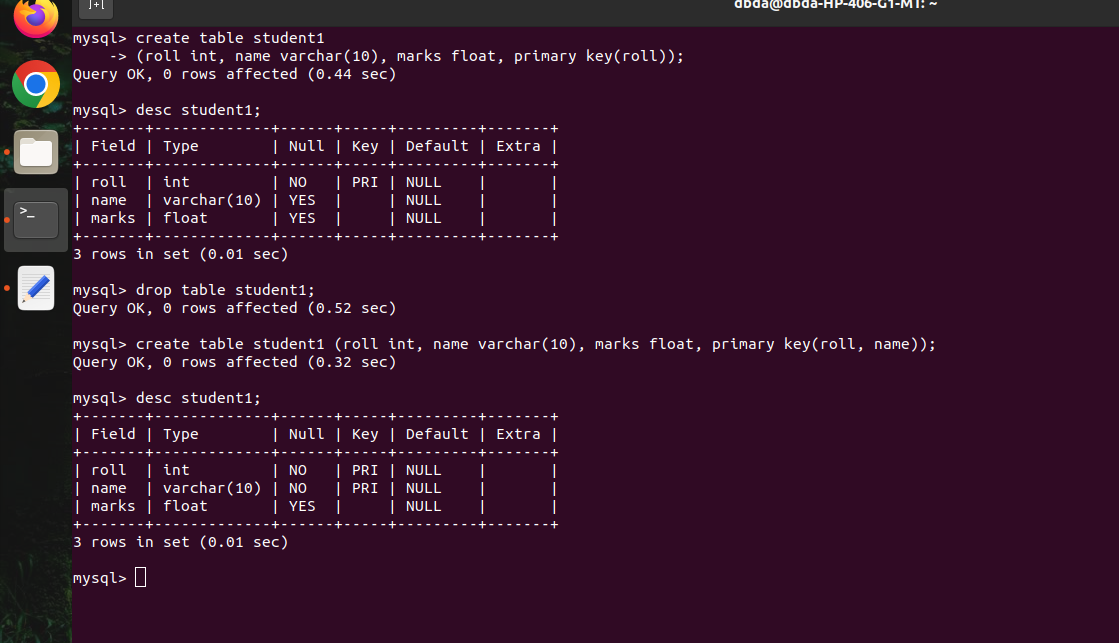 dbda@dbda-HP-406-G1-MT: ~
mysql> create table student1
    -> (roll int, name varchar(10), marks float, primary key(roll));
Query OK, 0 rows affected (0.44 sec)
mysql> desc student1;
+-------+-------------+------+-----+---------+-------+
| Field | Type        | Null | Key | Default | Extra |
+-------+-------------+------+-----+---------+-------+
| roll  | int         | NO   | PRI | NULL    |       |
| name  | varchar(10) | YES  |     | NULL    |       |
| marks | float       | YES  |     | NULL    |       |
+-------+-------------+------+-----+---------+-------+
3 rows in set (0.01 sec)
mysql> drop table student1;
Query OK, 0 rows affected (0.52 sec)
mysql> create table student1 (roll int, name varchar(10), marks float, primary key(roll, name));
Query OK, 0 rows affected (0.32 sec)
mysql> desc student1;
+-------+-------------+------+-----+---------+-------+
| Field | Type        | Null | Key | Default | Extra |
+-------+-------------+------+-----+---------+-------+
| roll  | int         | NO   | PRI | NULL    |       |
| name  | varchar(10) | NO   | PRI | NULL    |       |
| marks | float       | YES  |     | NULL    |       |
+-------+-------------+------+-----+---------+-------+
3 rows in set (0.01 sec)
mysql>